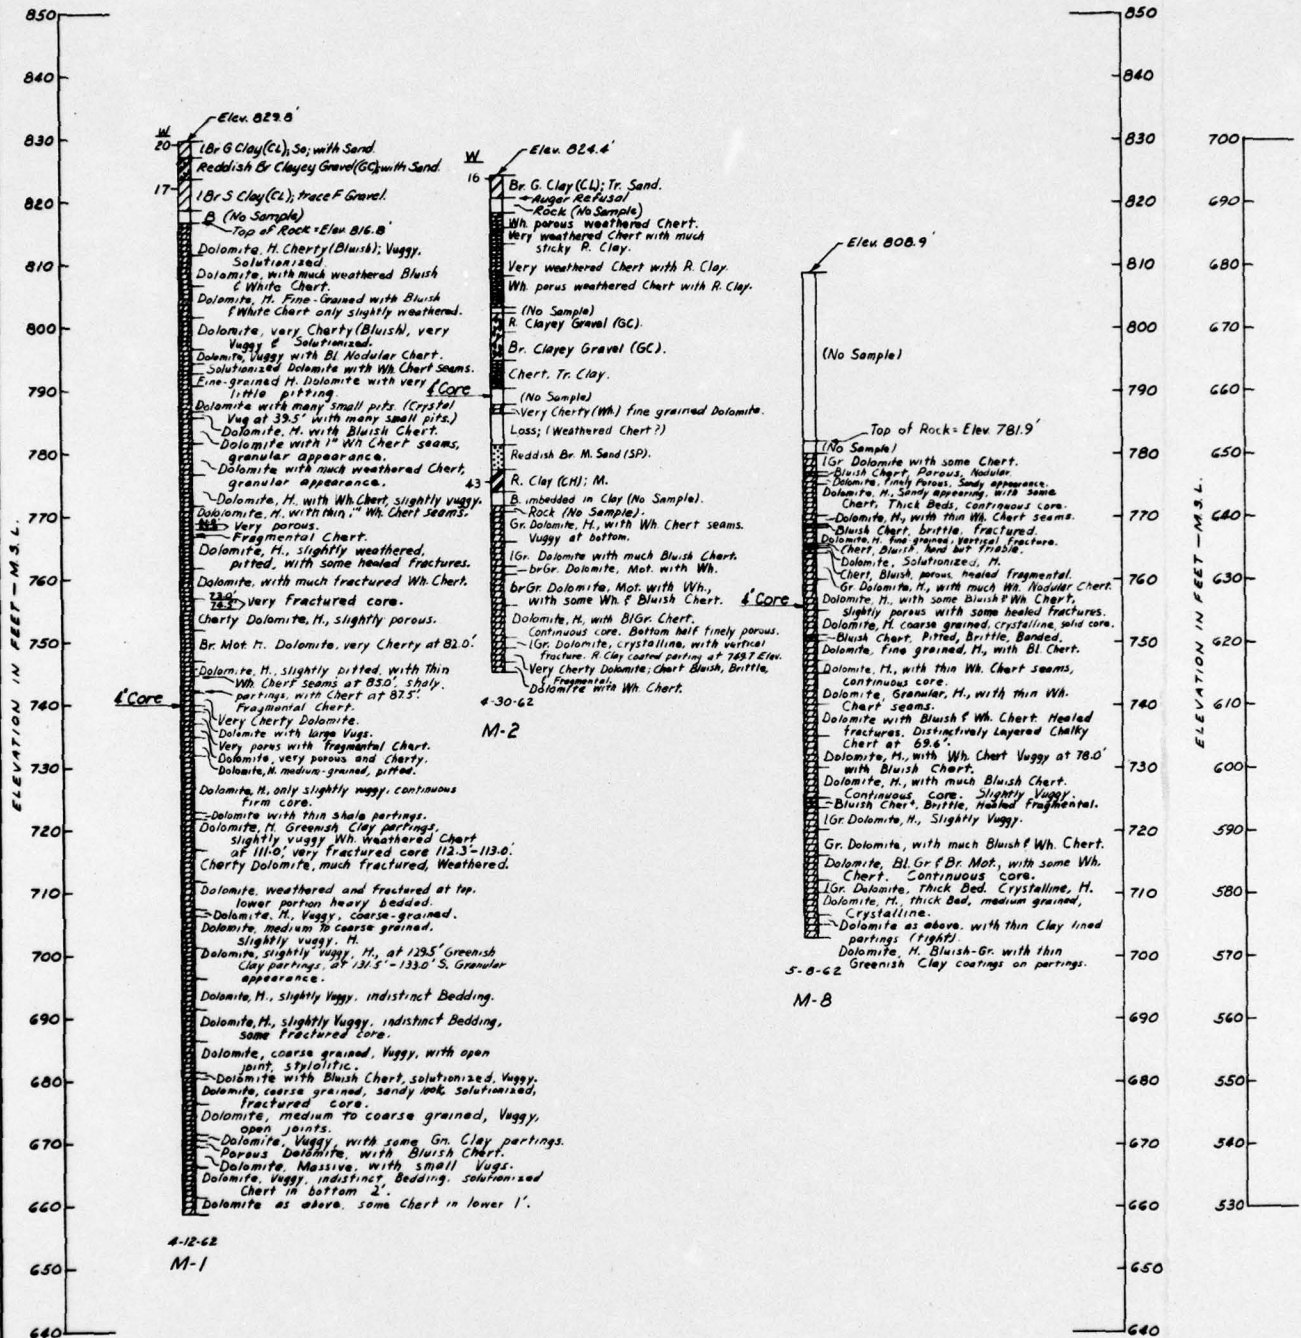 850
840
830
820
810
800
790
780
770
760
750
740
730
720
710
700
690
680
670
660
650
640
ELEVATION IN FEET — M.S.L.
Elev. 829.8'
W
20
17
lBr G Clay (CL); So; with Sand.
Reddish Br Clayey Gravel (GC); with Sand.
lBr S Clay (CL); trace F Gravel.
B (No Sample)
Top of Rock = Elev. 816.8'
Dolomite, H. Cherty (Bluish); Vuggy.
Solutionized
Dolomite, with much weathered Bluish
& White Chert.
Dolomite, H. Fine-Grained with Bluish
& White Chert only slightly weathered.
Dolomite, very Cherty (Bluish), very
Vuggy & Solutionized.
Dolomite, Vuggy with Bl. Nodular Chert.
Solutionized Dolomite with Wh. Chert Seams.
Fine-grained H. Dolomite with very
little pitting.
Dolomite with many small pits. (Crystal
Vug at 39.5' with many small pits.)
Dolomite, H. with Bluish Chert.
Dolomite with 1" Wh Chert seams,
granular appearance.
Dolomite with much weathered Chert,
granular appearance.
Dolomite, H., with Wh. Chert, slightly vuggy.
Dolomite H., with thin, 1" Wh. Chert seams.
Very porous.
Fragmental Chert.
Dolomite, H., slightly weathered,
pitted, with some healed fractures.
Dolomite, with much fractured Wh. Chert.
73.0'
74.2'
Very fractured core.
Cherty Dolomite, H., slightly porous.
Br. Mot. H. Dolomite, very Cherty at 82.0'.
Dolomite, H., slightly pitted, with Thin
Wh Chert seams at 85.0', shaly
partings, with Chert at 87.5'.
Fragmental Chert.
4" Core
Very Cherty Dolomite.
Dolomite with large Vugs.
Very poros with fragmental Chert.
Dolomite, very porous and Cherty.
Dolomite, H. medium-grained, pitted.
Dolomite, H., only slightly vuggy, continuous
firm core.
Dolomite with thin shale partings.
Dolomite, H. Greenish Clay partings,
slightly vuggy Wh. weathered Chert
at 111.0', very fractured core 112.3'-113.0'.
Cherty Dolomite, much fractured, Weathered.
Dolomite, weathered and fractured at top.
lower portion heavy bedded.
Dolomite, H., Vuggy, coarse-grained.
Dolomite, medium to coarse grained,
slightly vuggy, H.
Dolomite, slightly vuggy, H., at 129.5' Greenish
Clay partings, at 131.5'-133.0' S. Granular
appearance.
Dolomite, H., slightly Vuggy, indistinct Bedding.
Dolomite, H., slightly Vuggy, indistinct Bedding,
some fractured core.
Dolomite, coarse grained, Vuggy, with open
joint, stylolitic.
Dolomite with Bluish Chert, solutionized, Vuggy.
Dolomite, coarse grained, sandy look, solutionized,
fractured core.
Dolomite, medium to coarse grained, Vuggy,
open joints.
Dolomite, Vuggy, with some Gn. Clay partings.
Porous Dolomite, with Bluish Chert.
Dolomite, Massive, with small Vugs.
Dolomite, Vuggy, indistinct Bedding, solutionized
Chert in bottom 2'.
Dolomite as above, some Chert in lower 1'.
4-12-62
M-1
W
16
43
Elev. 824.4'
Br. G. Clay (CL); Tr. Sand.
Auger Refusal
Rock (No Sample)
Wh. porous weathered Chert.
Very weathered Chert with much
sticky R. Clay.
Very weathered Chert with R. Clay.
Wh. porus weathered Chert with R. Clay.
(No Sample)
R. Clayey Gravel (GC).
Br. Clayey Gravel (GC).
Chert, Tr. Clay.
4" Core
(No Sample)
Very Cherty (Wh.) fine grained Dolomite.
Loss; (Weathered Chert?)
Reddish Br. M. Sand (SP).
R. Clay (CH); M.
B. imbedded in Clay (No Sample).
Rock (No Sample).
Gr. Dolomite, H., with Wh. Chert seams.
Vuggy at bottom.
lGr. Dolomite with much Bluish Chert.
brGr. Dolomite, Mot. with Wh.
brGr. Dolomite, Mot. with Wh.,
with some Wh. & Bluish Chert.
Dolomite, H., with BlGr. Chert.
Continuous core. Bottom half finely porous.
lGr. Dolomite, crystalline, with vertical
fracture. R. Clay coated parting at 749.7 Elev.
Very Cherty Dolomite; Chert Bluish, Brittle,
& Fragmental.
Dolomite with Wh. Chert.
4-30-62
M-2
Elev. 808.9'
(No Sample)
Top of Rock = Elev. 781.9'
(No Sample)
lGr Dolomite with some Chert.
Bluish Chert, Porous, Nodular.
Dolomite, finely Porous, Sandy appearance.
Dolomite, H., Sandy appearing, with some
Chert, Thick Beds, continuous core.
Dolomite, H., with thin Wh. Chert seams.
Bluish Chert, brittle, fractured.
Dolomite, H. fine grained, Vertical Fracture.
Chert, Bluish, hard but friable.
Dolomite, Solutionized, H.
Chert, Bluish, porous, healed fragmental.
Gr Dolomite, H., with much Wh. Nodular Chert.
4" Core
Dolomite, H., with some Bluish & Wh Chert,
slightly porous with some healed fractures.
Dolomite, H. coarse grained, crystalline, solid core.
Bluish Chert, Pitted, Brittle, Banded.
Dolomite, fine grained, H., with Bl. Chert.
Dolomite, H., with thin Wh. Chert seams,
continuous core.
Dolomite, Granular, H., with thin Wh.
Chert seams.
Dolomite with Bluish & Wh. Chert. Healed
fractures. Distinctively Layered Chalky
Chert at 69.6'.
Dolomite, H., with Wh. Chert Vuggy at 78.0'
with Bluish Chert.
Dolomite, H., with much Bluish Chert.
Continuous core. Slightly Vuggy.
Bluish Chert, Brittle, Healed Fragmental.
lGr. Dolomite, H., Slightly Vuggy.
Gr. Dolomite, with much Bluish & Wh. Chert.
Dolomite, Bl. Gr & Br. Mot., with some Wh.
Chert. Continuous core.
lGr. Dolomite, Thick Bed. Crystalline, H.
Dolomite, H., thick Bed, medium grained,
Crystalline.
Dolomite as above, with thin Clay lined
partings (tight).
Dolomite, H. Bluish-Gr. with thin
Greenish Clay coatings on partings.
5-8-62
M-8
850
840
830
820
810
800
790
780
770
760
750
740
730
720
710
700
690
680
670
660
650
640
ELEVATION IN FEET — M.S.L.
700
690
680
670
660
650
640
630
620
610
600
590
580
570
560
550
540
530